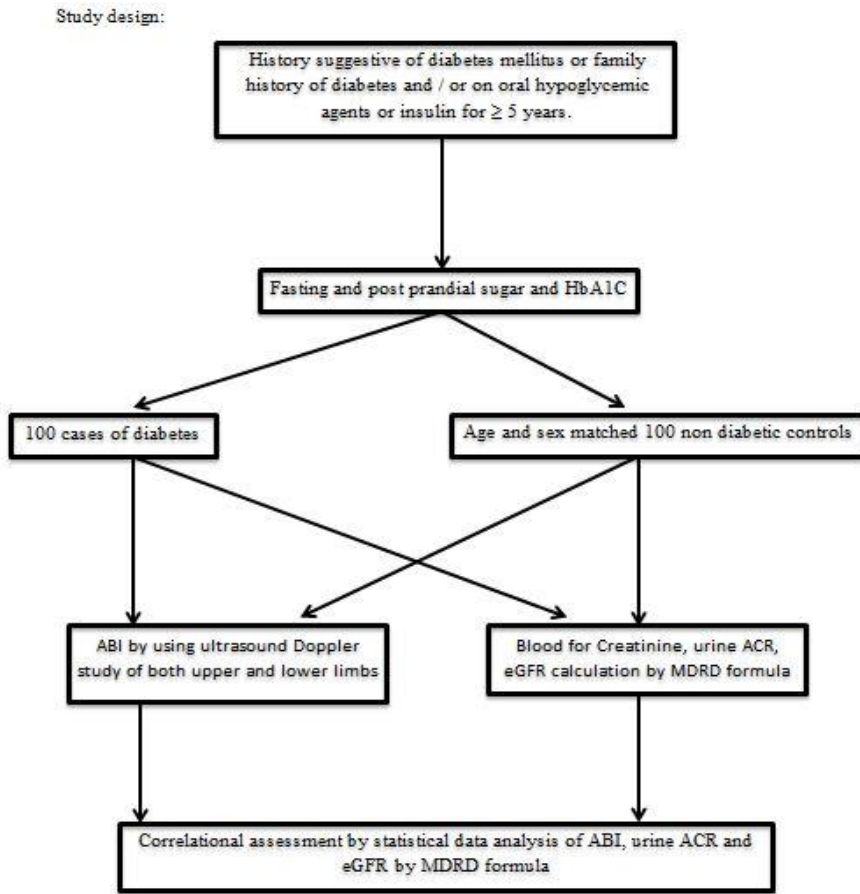 Study design:
History suggestive of diabetes mellitus or family
history of diabetes and / or on oral hypoglycemic
agents or insulin for ≥ 5 years.
Fasting and post prandial sugar and HbA1C
100 cases of diabetes
Age and sex matched 100 non diabetic controls
ABI by using ultrasound Doppler
study of both upper and lower limbs
Blood for Creatinine, urine ACR,
eGFR calculation by MDRD formula
Correlational assessment by statistical data analysis of ABI, urine ACR and
eGFR by MDRD formula